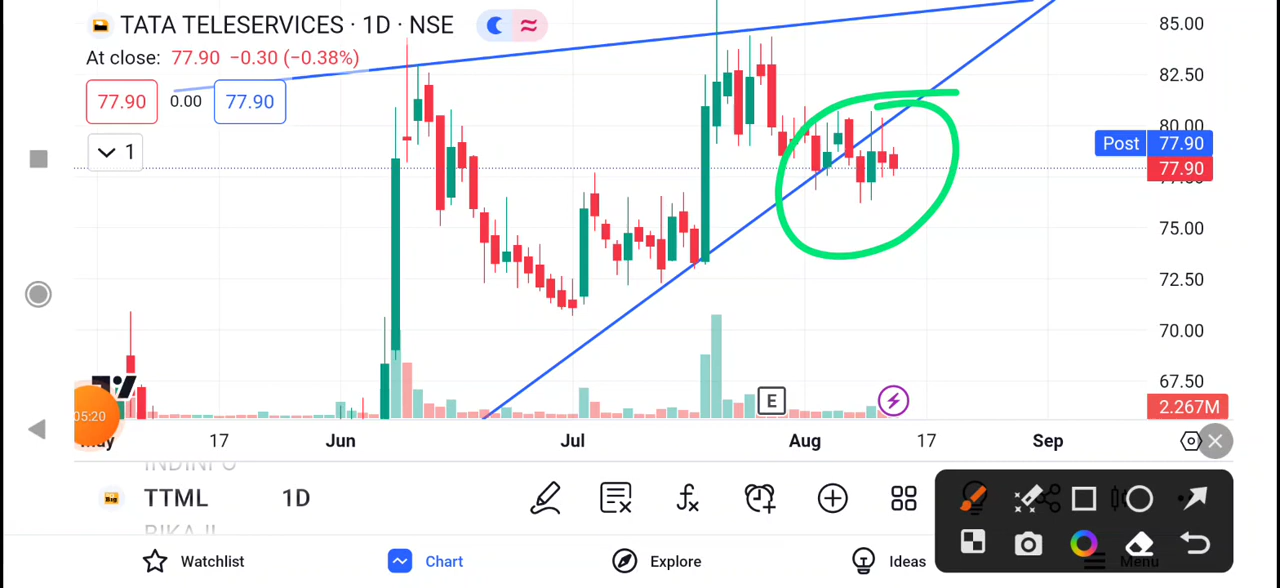 TATA TELESERVICES · 1D · NSE
At close: 77.90 −0.30 (−0.38%)
77.90 0.00 77.90
1
85.00
82.50
80.00
Post 77.90
77.90
75.00
72.50
70.00
67.50
E
2.267M
05:20
17 Jun Jul Aug 17 Sep
TTML 1D
BIKAJI
Watchlist Chart Explore Ideas Menu